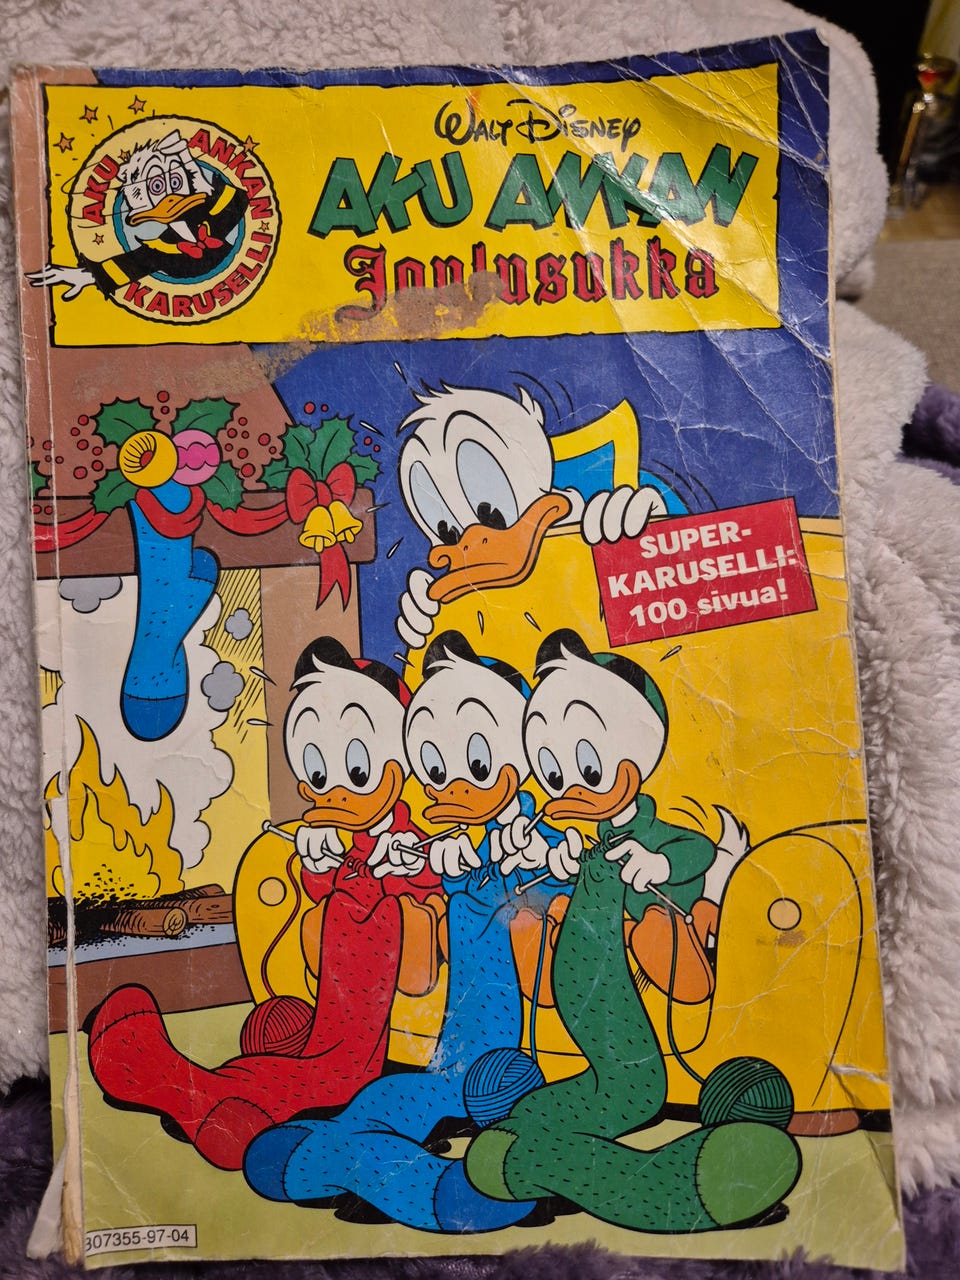 AKU ANKAN
KARUSELLI
WALT DISNEY
AKU ANKAN
Joulusukka
SUPER-
KARUSELLI:
100 sivua!
307355-97-04